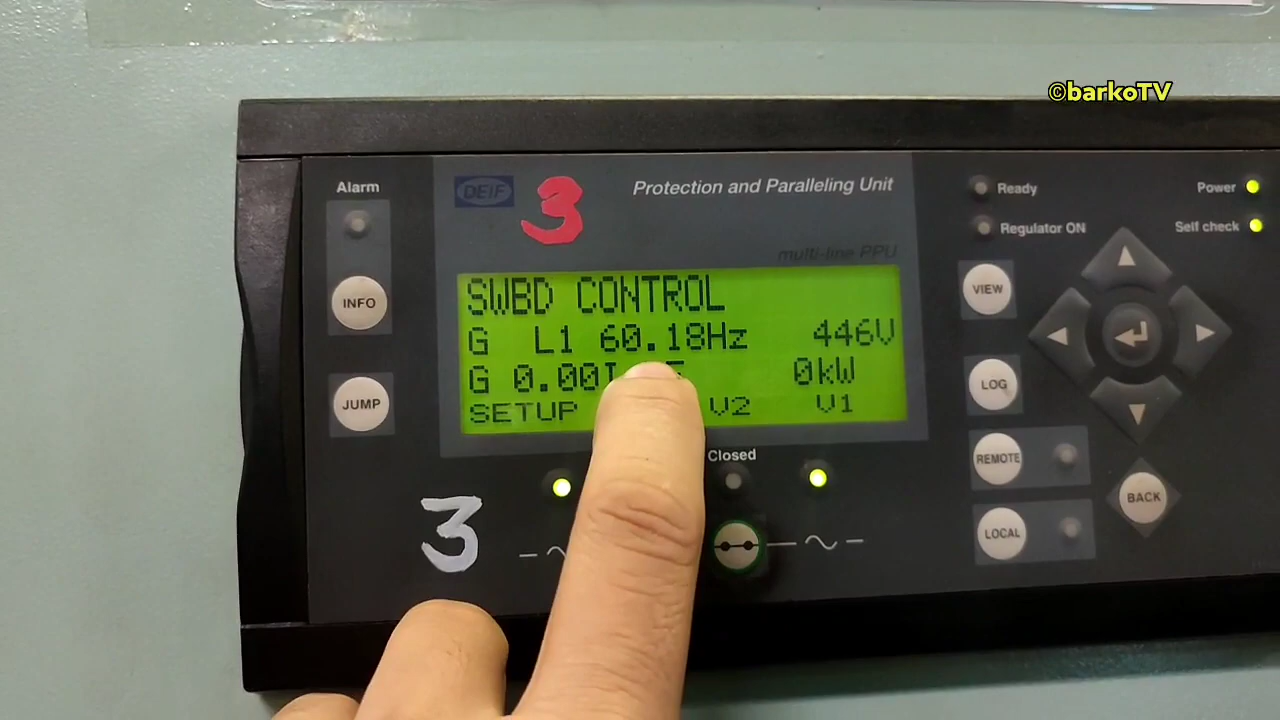 ©barkoTV
Alarm
DEIF
3
Protection and Paralleling Unit
multi-line PPU
Ready
Power
Regulator ON
Self check
INFO
VIEW
SWBD CONTROL
G L1 60.18Hz 446V
G 0.00 0kW
SETUP V2 V1
JUMP
LOG
Closed
REMOTE
LOCAL
BACK
3